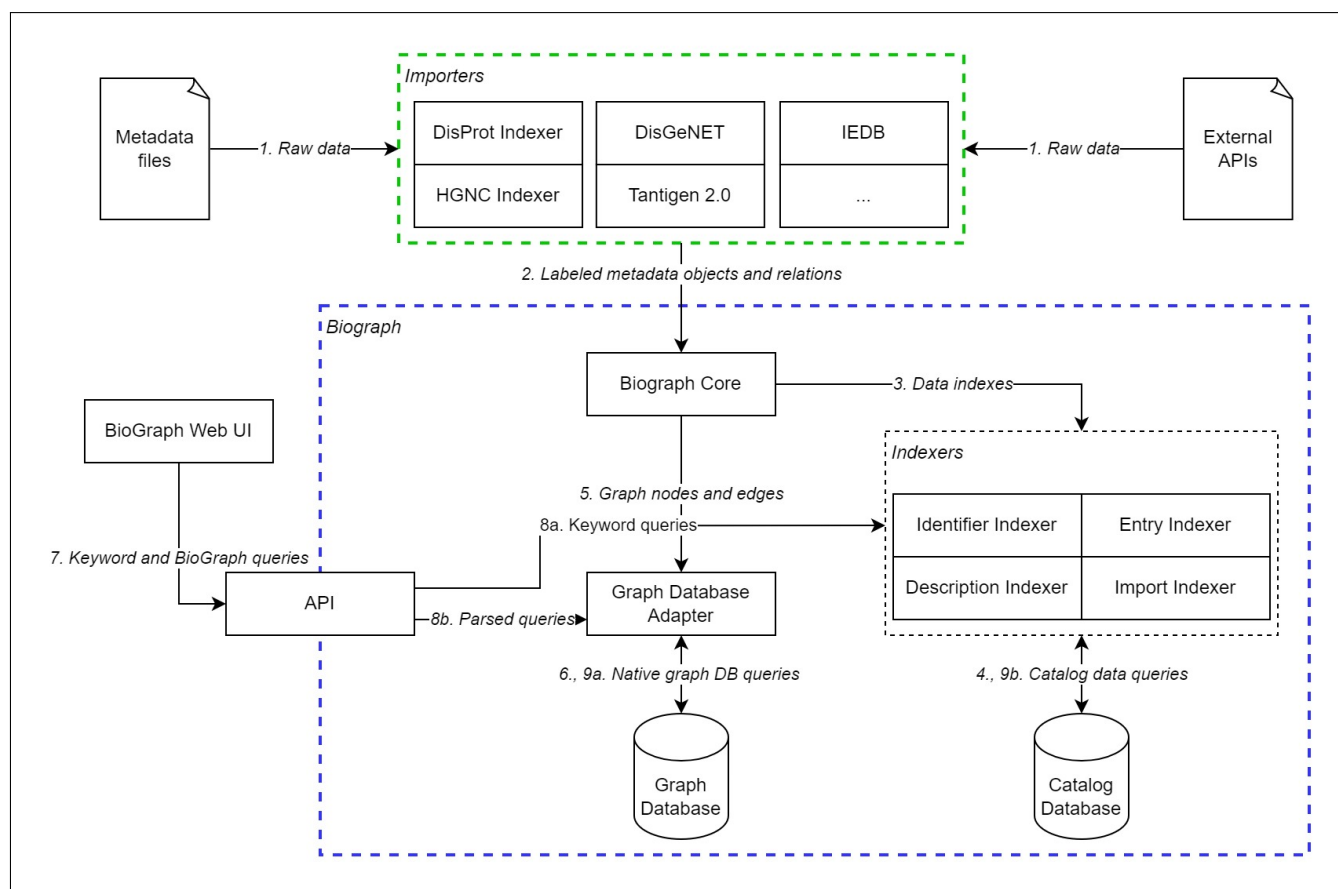 Importers
Metadata
files
1. Raw data
DisProt Indexer
DisGeNET
IEDB
HGNC Indexer
Tantigen 2.0
...
1. Raw data
External
APIs
2. Labeled metadata objects and relations
Biograph
Biograph Core
3. Data indexes
BioGraph Web UI
Indexers
5. Graph nodes and edges
8a. Keyword queries
Identifier Indexer
Entry Indexer
7. Keyword and BioGraph queries
Description Indexer
Import Indexer
API
8b. Parsed queries
Graph Database
Adapter
6., 9a. Native graph DB queries
4., 9b. Catalog data queries
Graph
Database
Catalog
Database